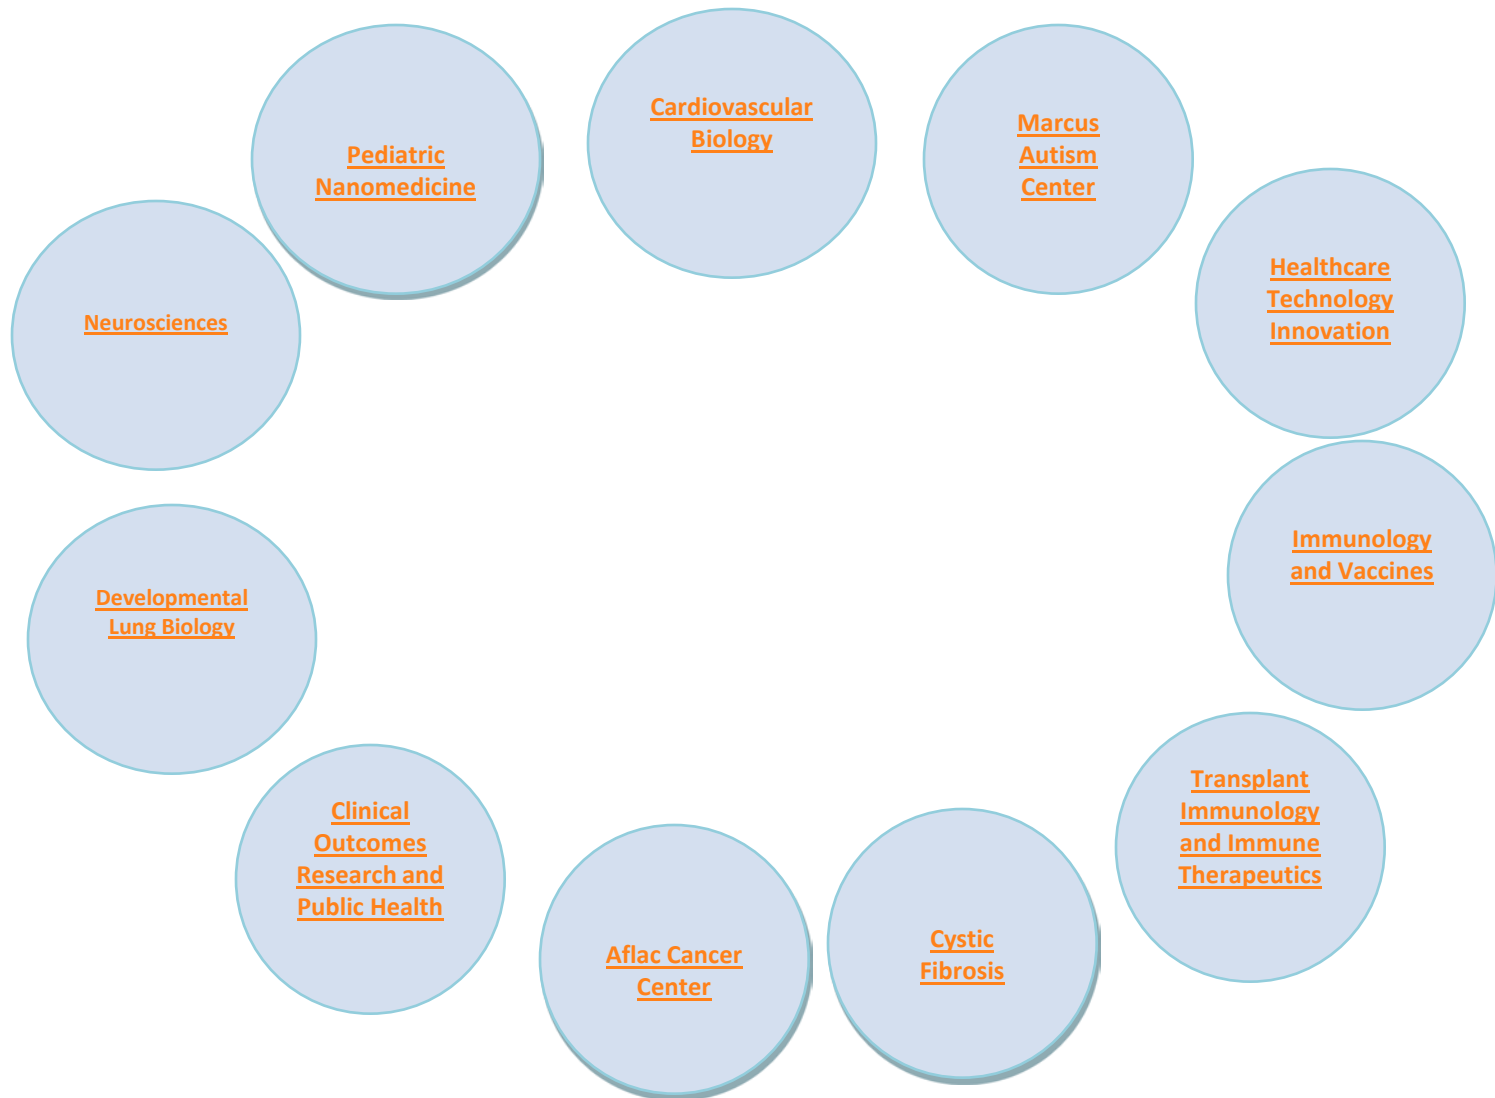 Cardiovascular
Biology
Marcus
Autism
Center
Pediatric
Nanomedicine
Healthcare
Technology
Innovation
Neurosciences
Immunology
and Vaccines
Developmental
Lung Biology
Transplant
Immunology
and Immune
Therapeutics
Clinical
Outcomes
Research and
Public Health
Cystic
Fibrosis
Aflac Cancer
Center